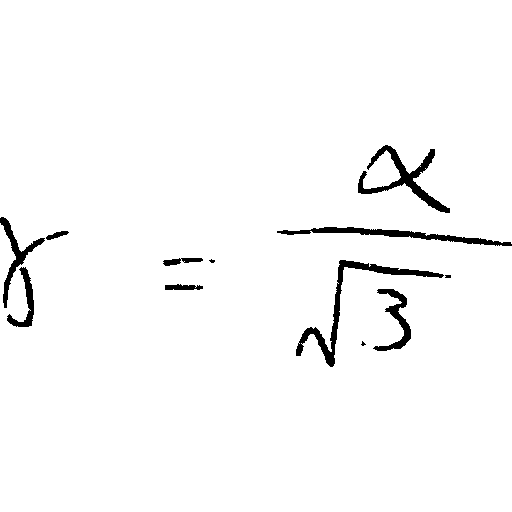 γ = α / √3